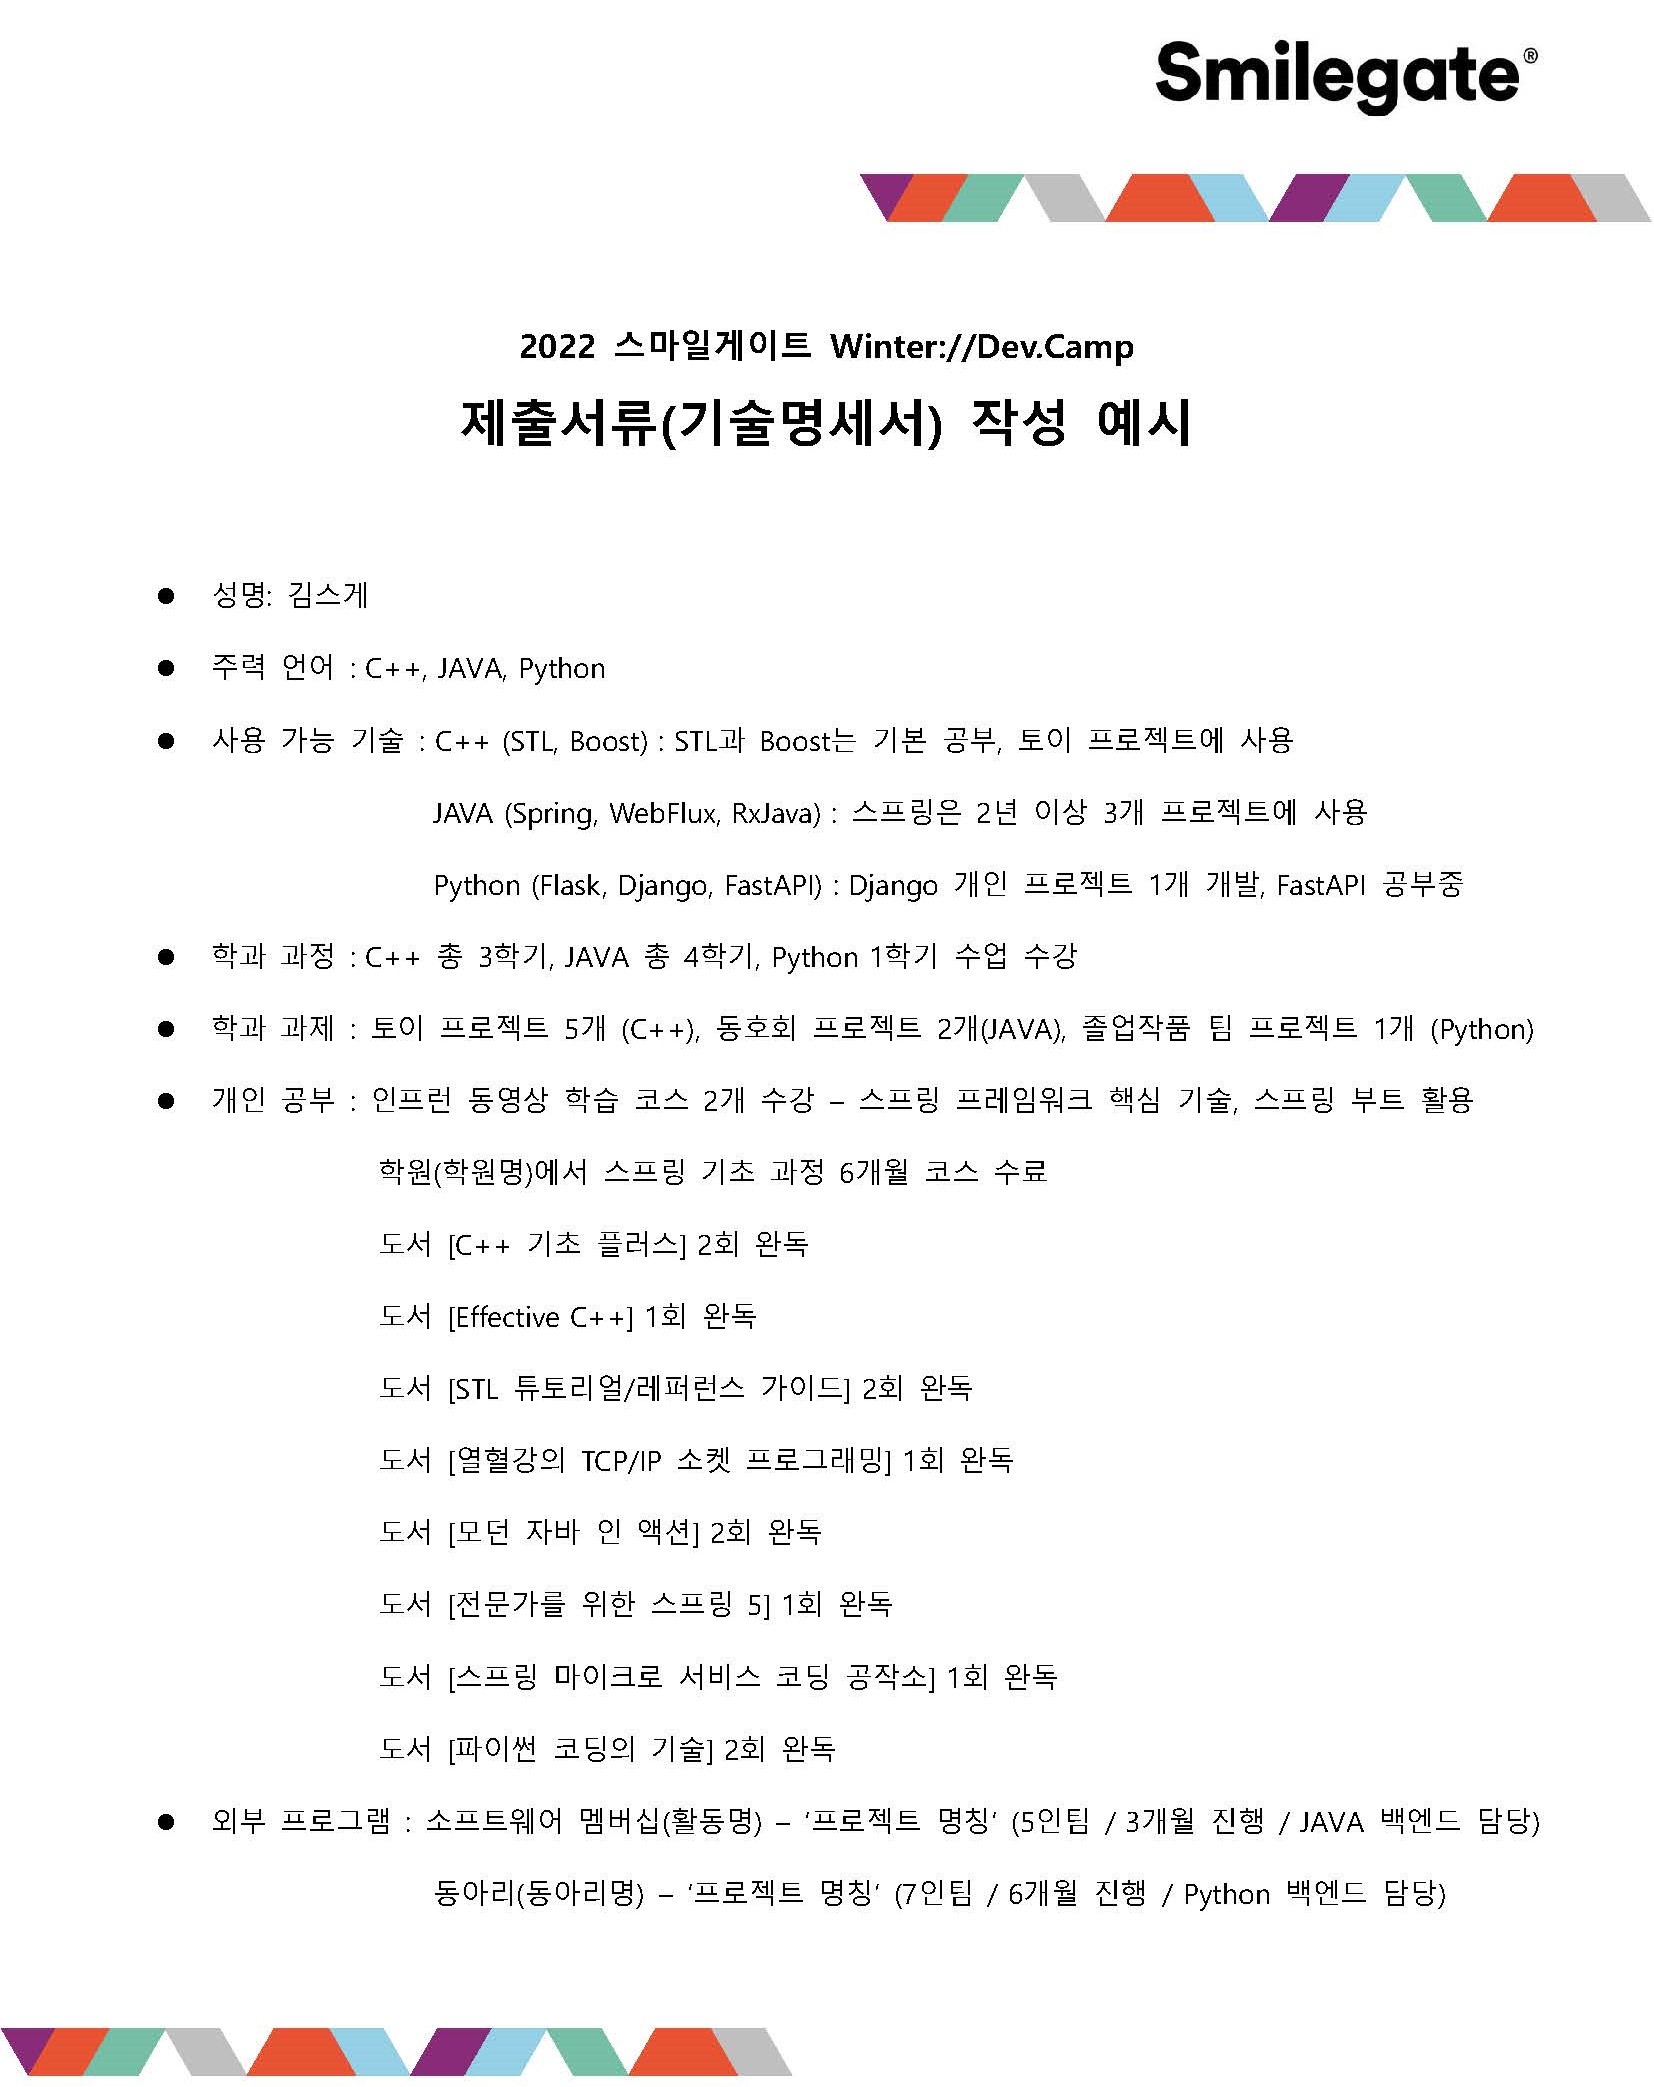 Smilegate®
2022 스마일게이트 Winter://Dev.Camp
제출서류(기술명세서) 작성 예시
● 성명: 김스게
● 주력 언어 : C++, JAVA, Python
● 사용 가능 기술 : C++ (STL, Boost) : STL과 Boost는 기본 공부, 토이 프로젝트에 사용
JAVA (Spring, WebFlux, RxJava) : 스프링은 2년 이상 3개 프로젝트에 사용
Python (Flask, Django, FastAPI) : Django 개인 프로젝트 1개 개발, FastAPI 공부중
● 학과 과정 : C++ 총 3학기, JAVA 총 4학기, Python 1학기 수업 수강
● 학과 과제 : 토이 프로젝트 5개 (C++), 동호회 프로젝트 2개(JAVA), 졸업작품 팀 프로젝트 1개 (Python)
● 개인 공부 : 인프런 동영상 학습 코스 2개 수강 – 스프링 프레임워크 핵심 기술, 스프링 부트 활용
학원(학원명)에서 스프링 기초 과정 6개월 코스 수료
도서 [C++ 기초 플러스] 2회 완독
도서 [Effective C++] 1회 완독
도서 [STL 튜토리얼/레퍼런스 가이드] 2회 완독
도서 [열혈강의 TCP/IP 소켓 프로그래밍] 1회 완독
도서 [모던 자바 인 액션] 2회 완독
도서 [전문가를 위한 스프링 5] 1회 완독
도서 [스프링 마이크로 서비스 코딩 공작소] 1회 완독
도서 [파이썬 코딩의 기술] 2회 완독
● 외부 프로그램 : 소프트웨어 멤버십(활동명) – ‘프로젝트 명칭’ (5인팀 / 3개월 진행 / JAVA 백엔드 담당)
동아리(동아리명) – ‘프로젝트 명칭’ (7인팀 / 6개월 진행 / Python 백엔드 담당)